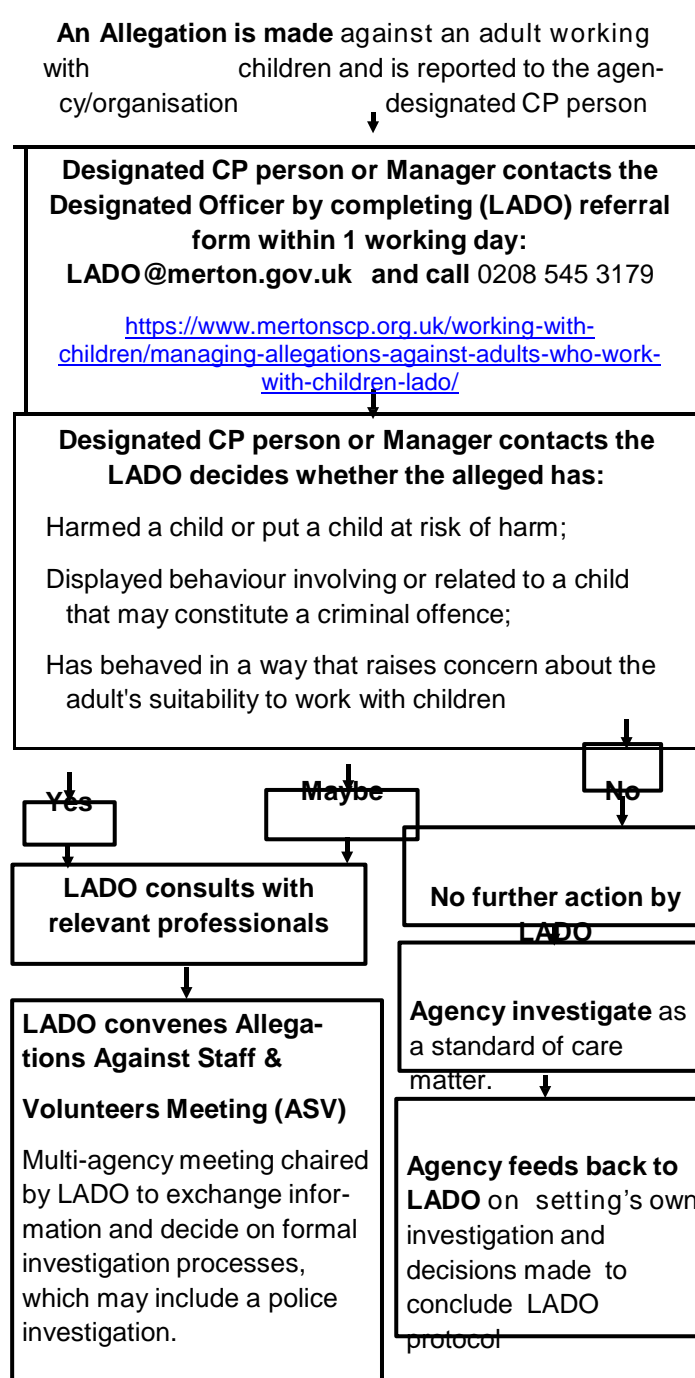 An Allegation is made against an adult working
with children and is reported to the agen-
cy/organisation designated CP person
Designated CP person or Manager contacts the
Designated Officer by completing (LADO) referral
form within 1 working day:
LADO@merton.gov.uk and call 0208 545 3179
https://www.mertonscp.org.uk/working-with-
children/managing-allegations-against-adults-who-work-
with-children-lado/
Designated CP person or Manager contacts the
LADO decides whether the alleged has:
Harmed a child or put a child at risk of harm;
Displayed behaviour involving or related to a child
that may constitute a criminal offence;
Has behaved in a way that raises concern about the
adult's suitability to work with children
Yes
Maybe
No
LADO consults with
relevant professionals
No further action by
LADO
LADO convenes Allega-
tions Against Staff &
Volunteers Meeting (ASV)
Multi-agency meeting chaired
by LADO to exchange infor-
mation and decide on formal
investigation processes,
which may include a police
investigation.
Agency investigate as
a standard of care
matter.
Agency feeds back to
LADO on setting's own
investigation and
decisions made to
conclude LADO
protocol